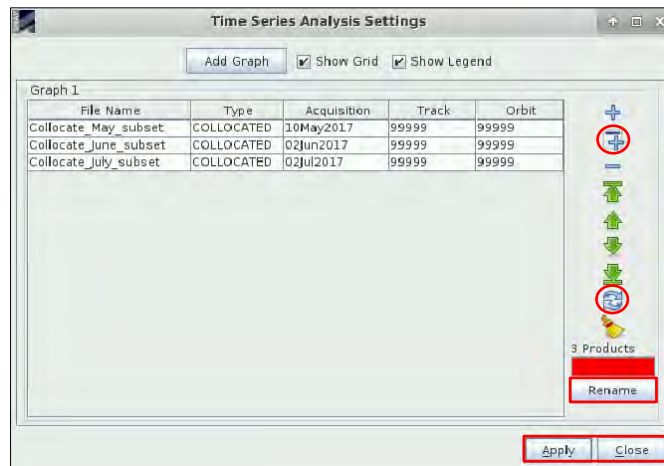 Time Series Analysis Settings
Add Graph Show Grid Show Legend
Graph 1
File Name Type Acquisition Track Orbit
Collocate_May_subset COLLOCATED 10May2017 99999 99999
Collocate_June_subset COLLOCATED 02Jun2017 99999 99999
Collocate_July_subset COLLOCATED 02Jul2017 99999 99999
3 Products
Rename
Apply Close